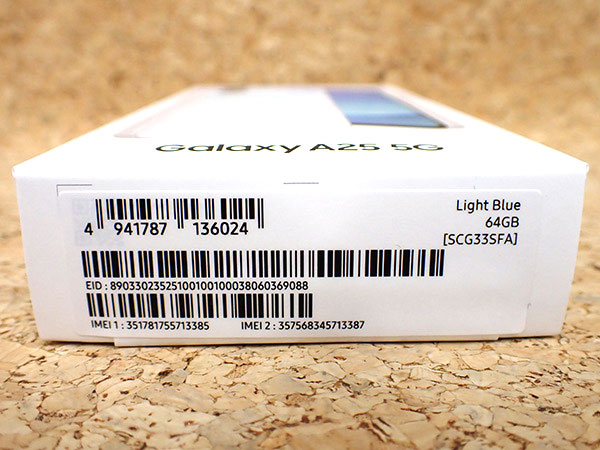 Galaxy A25 5G
Light Blue
64GB
[SCG33SFA]
4 941787 136024
EID : 89033023525100100100038060369088
IMEI 1 : 351781755713385 IMEI 2 : 357568345713387